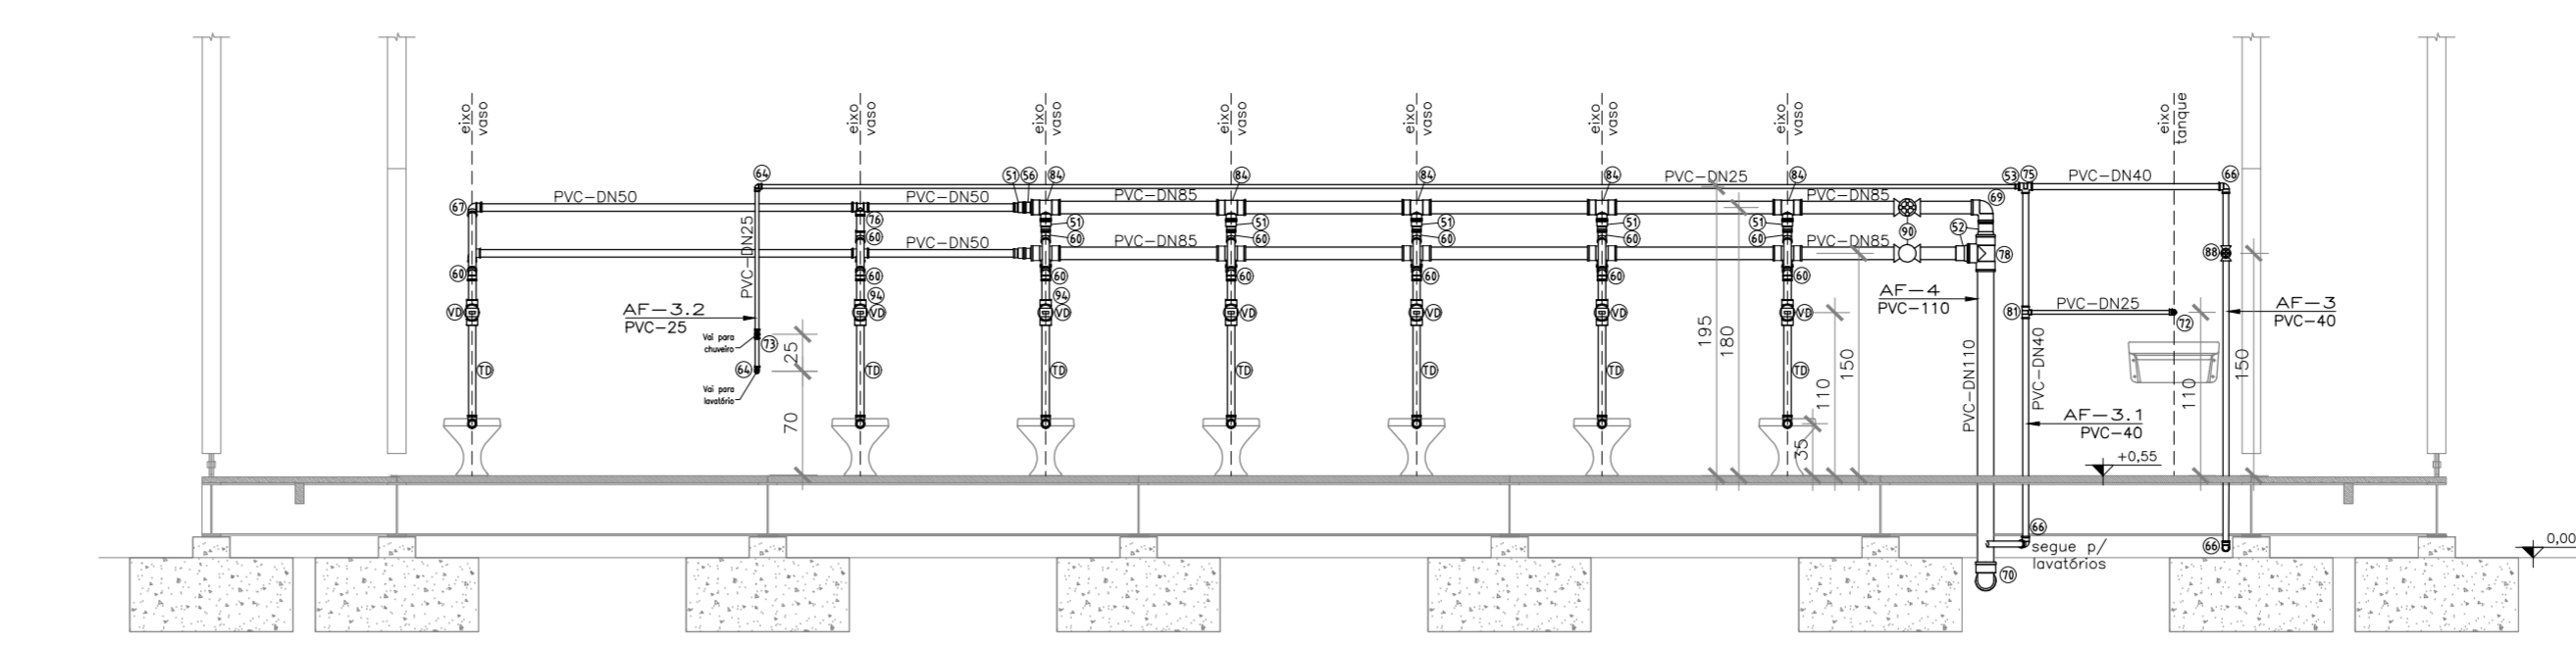 eixo
vaso
eixo
vaso
eixo
vaso
eixo
vaso
eixo
vaso
eixo
vaso
eixo
vaso
eixo
tanque
64
53
75
PVC-DN40
66
51
56
84
84
84
84
84
PVC-DN25
67
PVC-DN50
PVC-DN50
PVC-DN85
PVC-DN85
69
76
60
51
60
51
60
51
60
51
60
51
60
90
52
PVC-DN50
PVC-DN85
PVC-DN85
78
88
PVC-DN25
60
60
60
60
60
60
60
94
94
VD
VD
VD
VD
VD
VD
VD
AF-3.2
PVC-25
AF-4
PVC-110
PVC-DN25
81
72
AF-3
PVC-40
Vai para
chuveiro
73
25
195
180
150
110
35
PVC-DN110
PVC-DN40
110
150
64
Vai para
lavatório
70
TD
TD
TD
TD
TD
TD
TD
AF-3.1
PVC-40
+0,55
66
segue p/
lavatórios
66
0,00
70